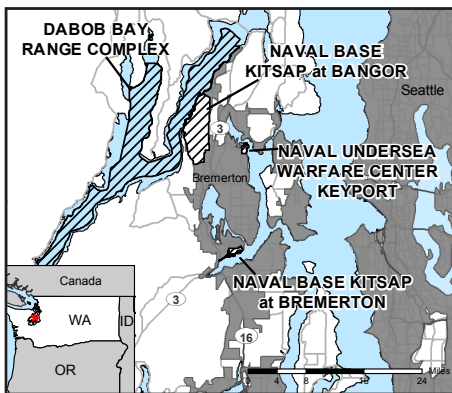 DABOB BAY
RANGE COMPLEX
NAVAL BASE
KITSAP at BANGOR
Seattle
3
NAVAL UNDERSEA
WARFARE CENTER
KEYPORT
Bremerton
NAVAL BASE KITSAP
at BREMERTON
Canada
WA
ID
OR
3
16
Miles
0 4 8 16 24